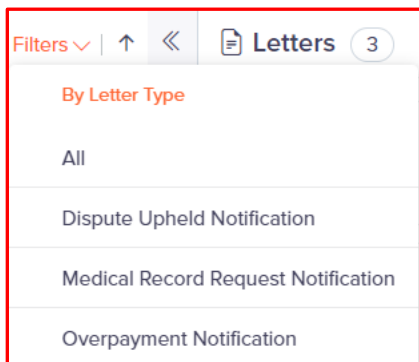 Filters | Letters 3
By Letter Type
All
Dispute Upheld Notification
Medical Record Request Notification
Overpayment Notification